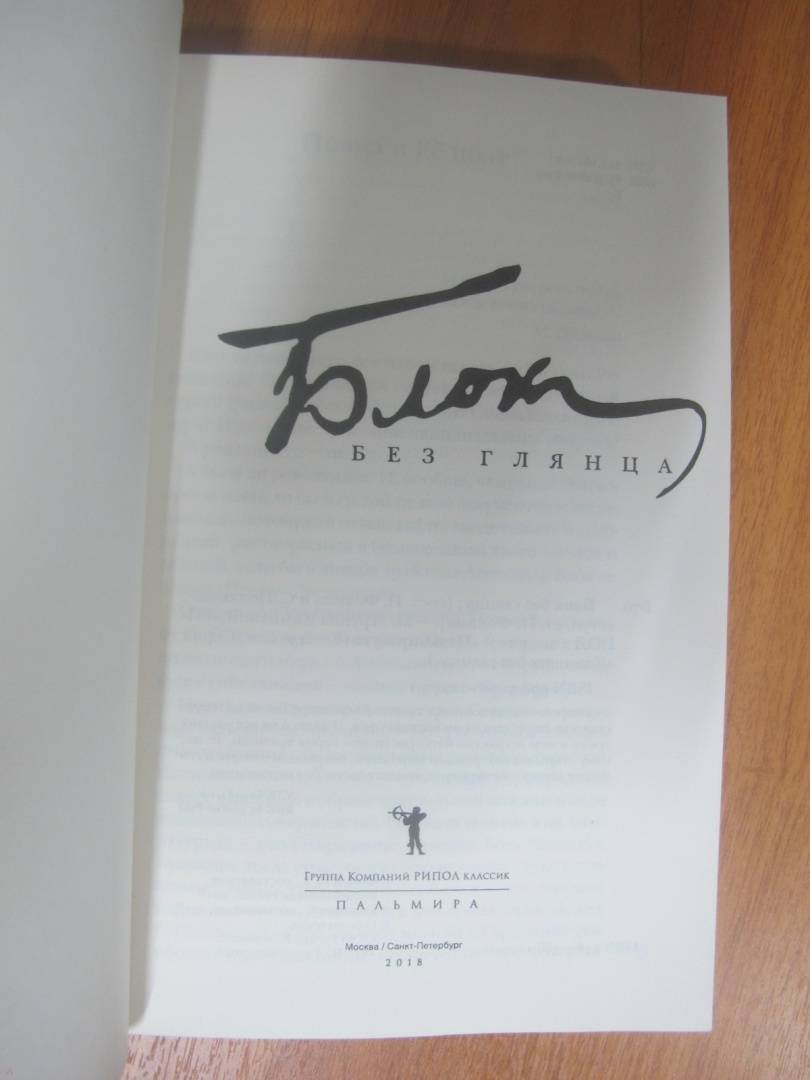 Блок
БЕЗ ГЛЯНЦА
ГРУППА КОМПАНИЙ РИПОЛ КЛАССИК
ПАЛЬМИРА
Москва / Санкт-Петербург
2018